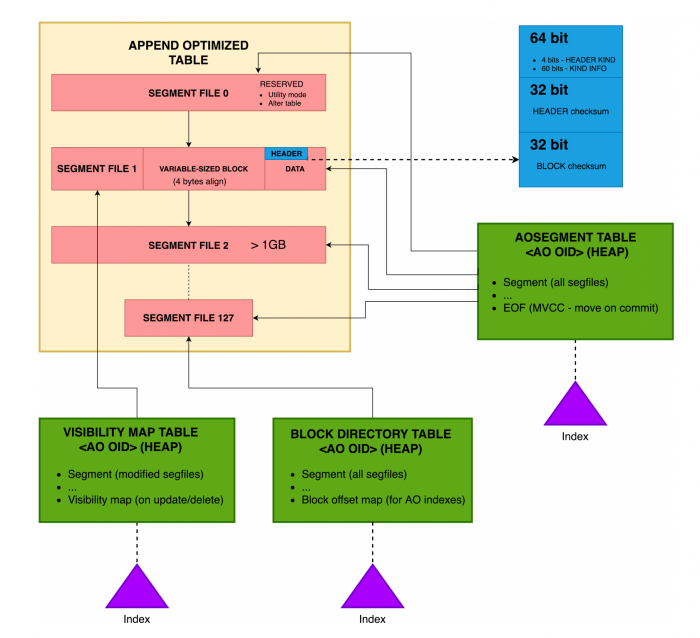 APPEND OPTIMIZED
TABLE
SEGMENT FILE 0
RESERVED
• Utility mode
• Alter table
SEGMENT FILE 1
VARIABLE-SIZED BLOCK
(4 bytes align)
HEADER
DATA
SEGMENT FILE 2 > 1GB
SEGMENT FILE 127
64 bit
• 4 bits - HEADER KIND
• 60 bits - KIND INFO
32 bit
HEADER checksum
32 bit
BLOCK checksum
AOSEGMENT TABLE
<AO OID> (HEAP)
• Segment (all segfiles)
• ...
• EOF (MVCC - move on commit)
Index
VISIBILITY MAP TABLE
<AO OID> (HEAP)
• Segment (modified segfiles)
• ...
• Visibility map (on update/delete)
Index
BLOCK DIRECTORY TABLE
<AO OID> (HEAP)
• Segment (all segfiles)
• ...
• Block offset map (for AO indexes)
Index